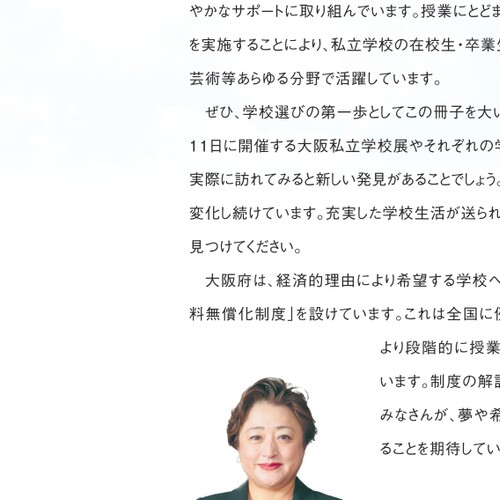 やかなサポートに取り組んでいます。授業にとどま
を実施することにより、私立学校の在校生・卒業生
芸術等あらゆる分野で活躍しています。
ぜひ、学校選びの第一歩としてこの冊子を大い
11日に開催する大阪私立学校展やそれぞれの学
実際に訪れてみると新しい発見があることでしょう。
変化し続けています。充実した学校生活が送られ
見つけてください。
大阪府は、経済的理由により希望する学校へ
料無償化制度」を設けています。これは全国に
より段階的に授業
います。制度の解説
みなさんが、夢や希
ることを期待してい